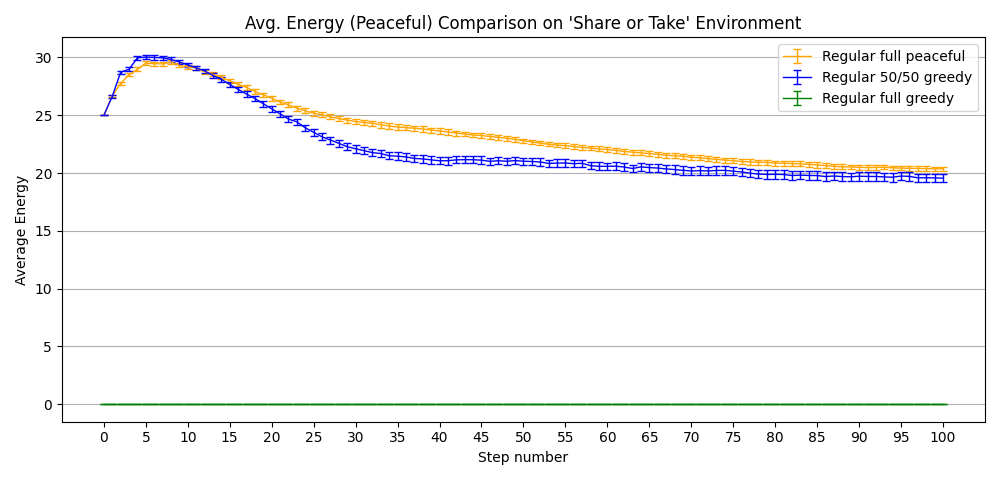 Avg. Energy (Peaceful) Comparison on 'Share or Take' Environment
Regular full peaceful
Regular 50/50 greedy
Regular full greedy
Average Energy
30
25
20
15
10
5
0
0 5 10 15 20 25 30 35 40 45 50 55 60 65 70 75 80 85 90 95 100
Step number